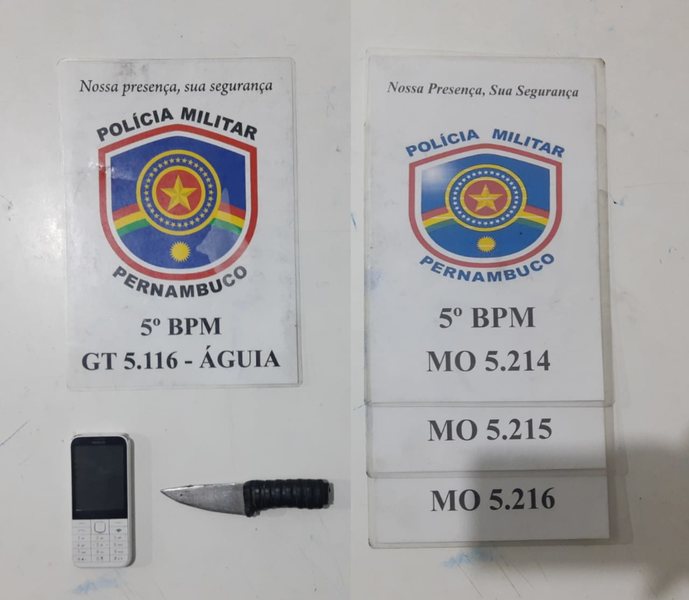 Nossa presença, sua segurança
POLÍCIA MILITAR
PERNAMBUCO
5º BPM
GT 5.116 - ÁGUIA
Nossa Presença, Sua Segurança
POLÍCIA MILITAR
PERNAMBUCO
5º BPM
MO 5.214
MO 5.215
MO 5.216